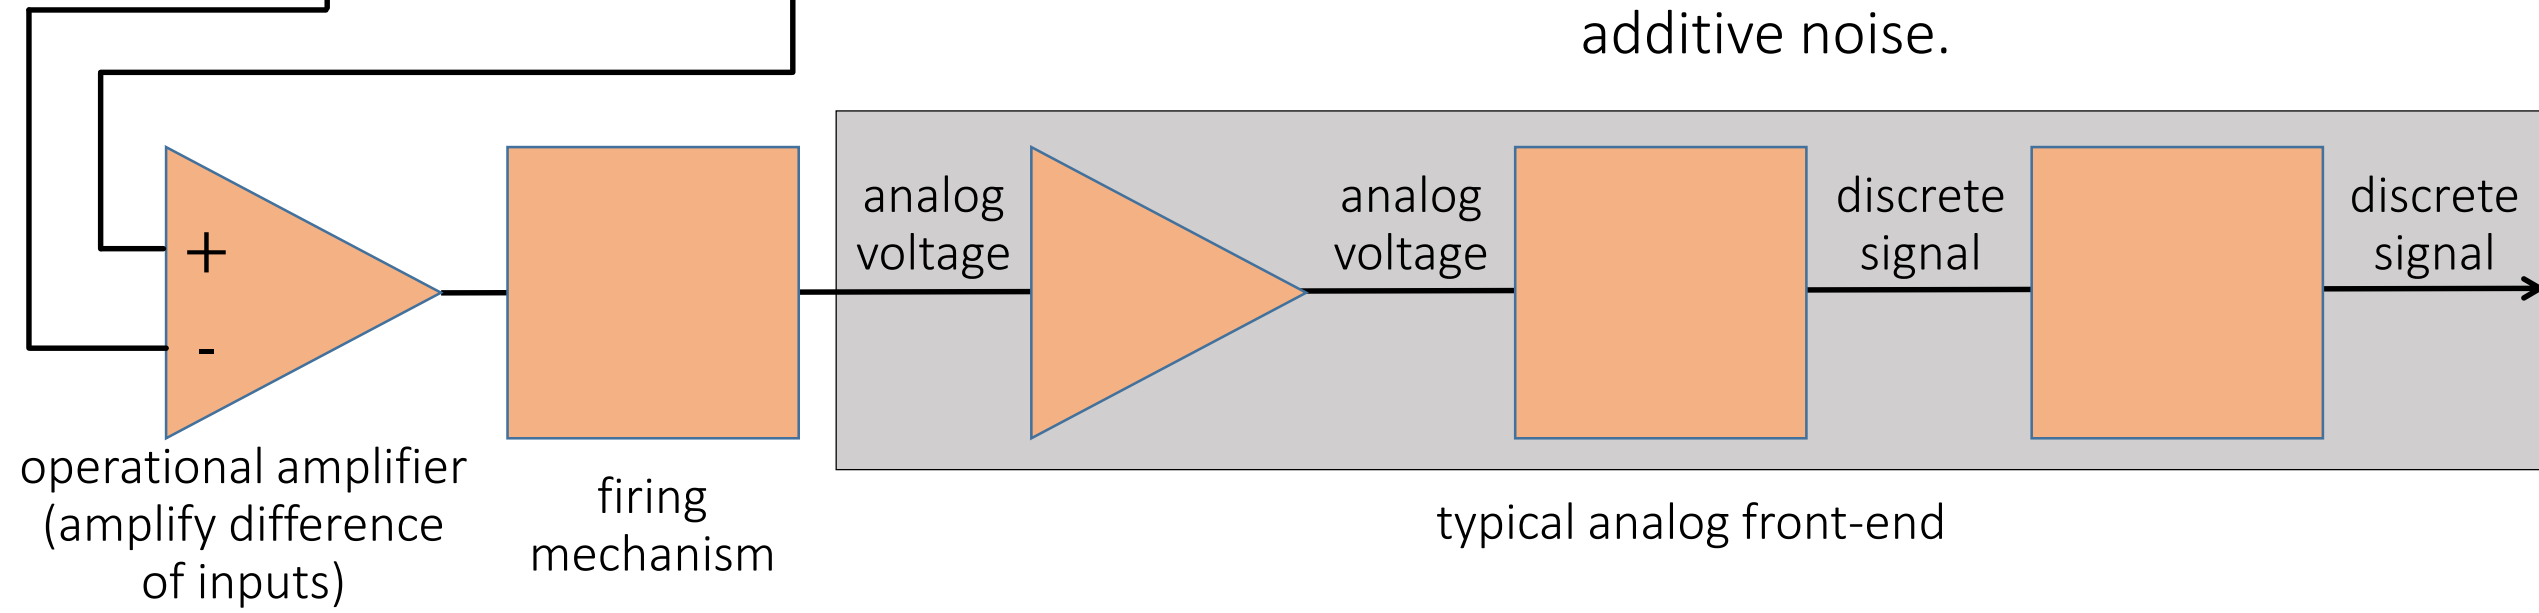 additive noise.
analog
voltage
analog
voltage
discrete
signal
discrete
signal
+
-
operational amplifier
(amplify difference
of inputs)
firing
mechanism
typical analog front-end